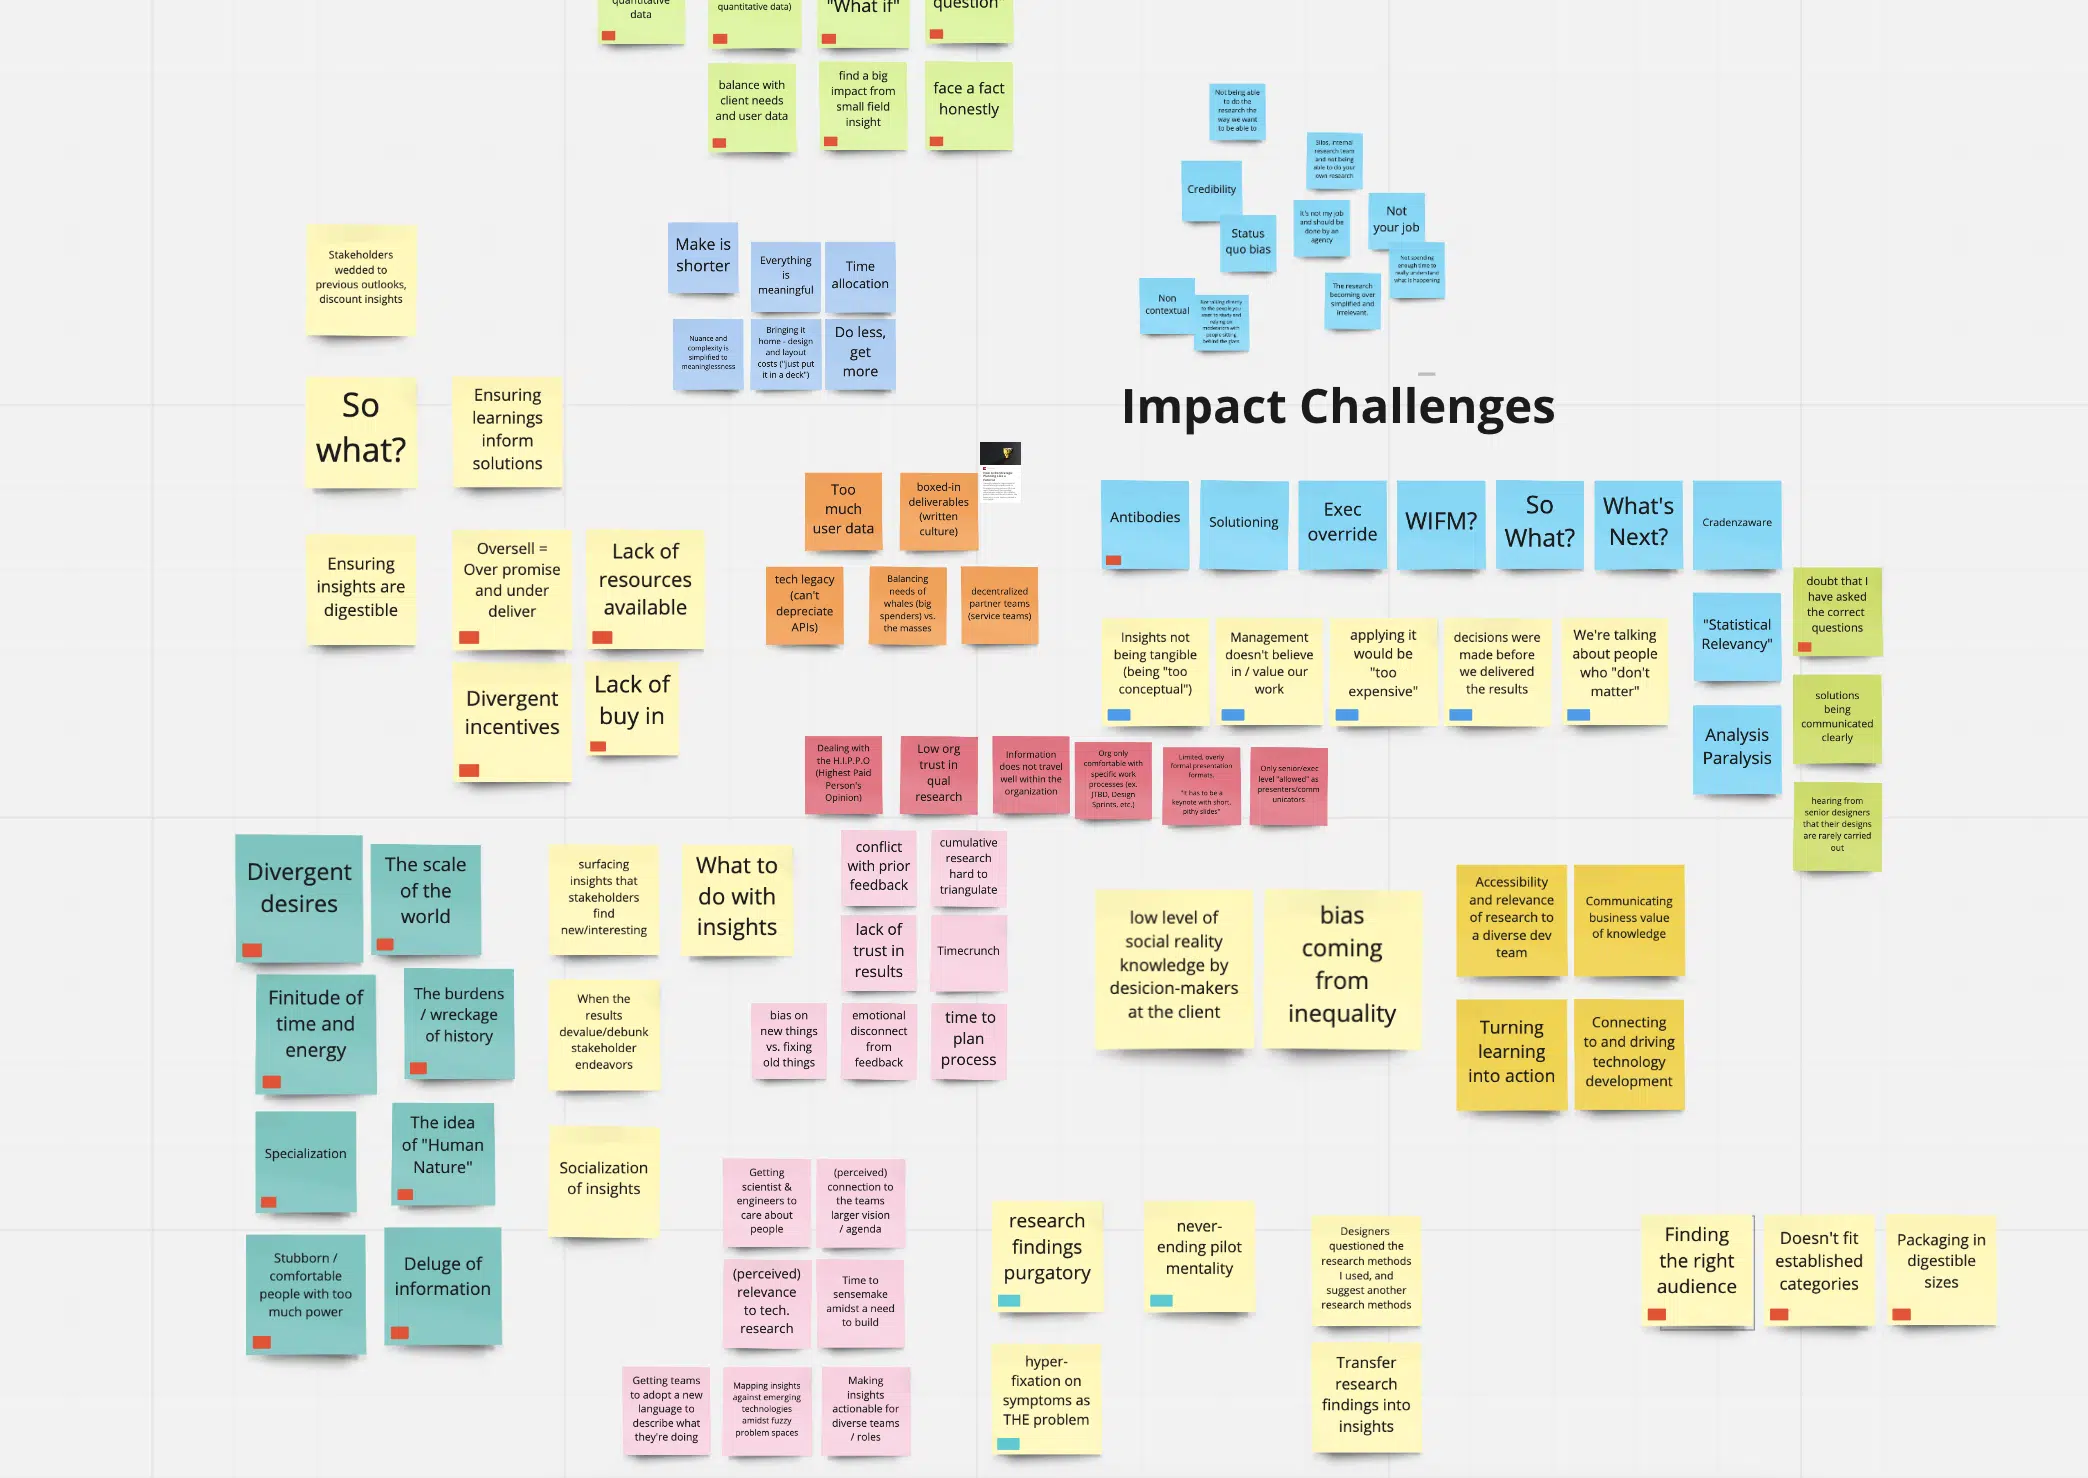 quantitative
data
quantitative data)
"What if"
question"
balance with
client needs
and user data
find a big
impact from
small field
insight
face a fact
honestly
Not being able
to do the
research the
way we want
to be able to
Silos, internal
research team
and not being
able to do your
own research
Credibility
Status
quo bias
it's not my job
and should be
done by an
agency
Not
your job
Not spending
enough time to
really understand
what is happening
The research
becoming over
simplified and
irrelevant.
Non
contextual
Not talking directly
to the people you
want to study and
relying on
moderators with
people sitting
behind the glass
Stakeholders
wedded to
previous outlooks,
discount insights
Make is
shorter
Everything
is
meaningful
Time
allocation
Nuance and
complexity is
simplified to
meaninglessness
Bringing it
home - design
and layout
costs ("just put
it in a deck")
Do less,
get
more
So
what?
Ensuring
learnings
inform
solutions
Impact Challenges
Ensuring
insights are
digestible
Oversell =
Over promise
and under
deliver
Lack of
resources
available
Divergent
incentives
Lack of
buy in
Too
much
user data
boxed-in
deliverables
(written
culture)
tech legacy
(can't
depreciate
APIs)
Balancing
needs of
whales (big
spenders) vs.
the masses
decentralized
partner teams
(service teams)
Antibodies
Solutioning
Exec
override
WIFM?
So
What?
What's
Next?
Cradenzaware
Insights not
being tangible
(being "too
conceptual")
Management
doesn't believe
in / value our
work
applying it
would be
"too
expensive"
decisions were
made before
we delivered
the results
We're talking
about people
who "don't
matter"
"Statistical
Relevancy"
Analysis
Paralysis
doubt that I
have asked
the correct
questions
solutions
being
communicated
clearly
hearing from
senior designers
that their designs
are rarely carried
out
Dealing with
the H.I.P.P.O
(Highest Paid
Person's
Opinion)
Low org
trust in
qual
research
Information
does not travel
well within the
organization
Org only
comfortable with
specific work
processes (ex.
JTBD, Design
Sprints, etc.)
Limited, overly
formal presentation
formats.
"It has to be a
keynote with short,
pithy slides"
Only senior/exec
level "allowed" as
presenters/comm
unicators
Divergent
desires
The scale
of the
world
Finitude of
time and
energy
The burdens
/ wreckage
of history
Specialization
The idea
of "Human
Nature"
Stubborn /
comfortable
people with too
much power
Deluge of
information
surfacing
insights that
stakeholders
find
new/interesting
What to
do with
insights
When the
results
devalue/debunk
stakeholder
endeavors
Socialization
of insights
conflict
with prior
feedback
cumulative
research
hard to
triangulate
lack of
trust in
results
Timecrunch
bias on
new things
vs. fixing
old things
emotional
disconnect
from
feedback
time to
plan
process
low level of
social reality
knowledge by
desicion-makers
at the client
bias
coming
from
inequality
Accessibility
and relevance
of research to
a diverse dev
team
Communicating
business value
of knowledge
Turning
learning
into action
Connecting
to and driving
technology
development
Getting
scientist &
engineers to
care about
people
(perceived)
connection to
the teams
larger vision
/ agenda
(perceived)
relevance
to tech.
research
Time to
sensemake
amidst a need
to build
Getting teams
to adopt a new
language to
describe what
they're doing
Mapping insights
against emerging
technologies
amidst fuzzy
problem spaces
Making
insights
actionable for
diverse teams
/ roles
research
findings
purgatory
never-
ending pilot
mentality
hyper-
fixation on
symptoms as
THE problem
Designers
questioned the
research methods
I used, and
suggest another
research methods
Transfer
research
findings into
insights
Finding
the right
audience
Doesn't fit
established
categories
Packaging in
digestible
sizes